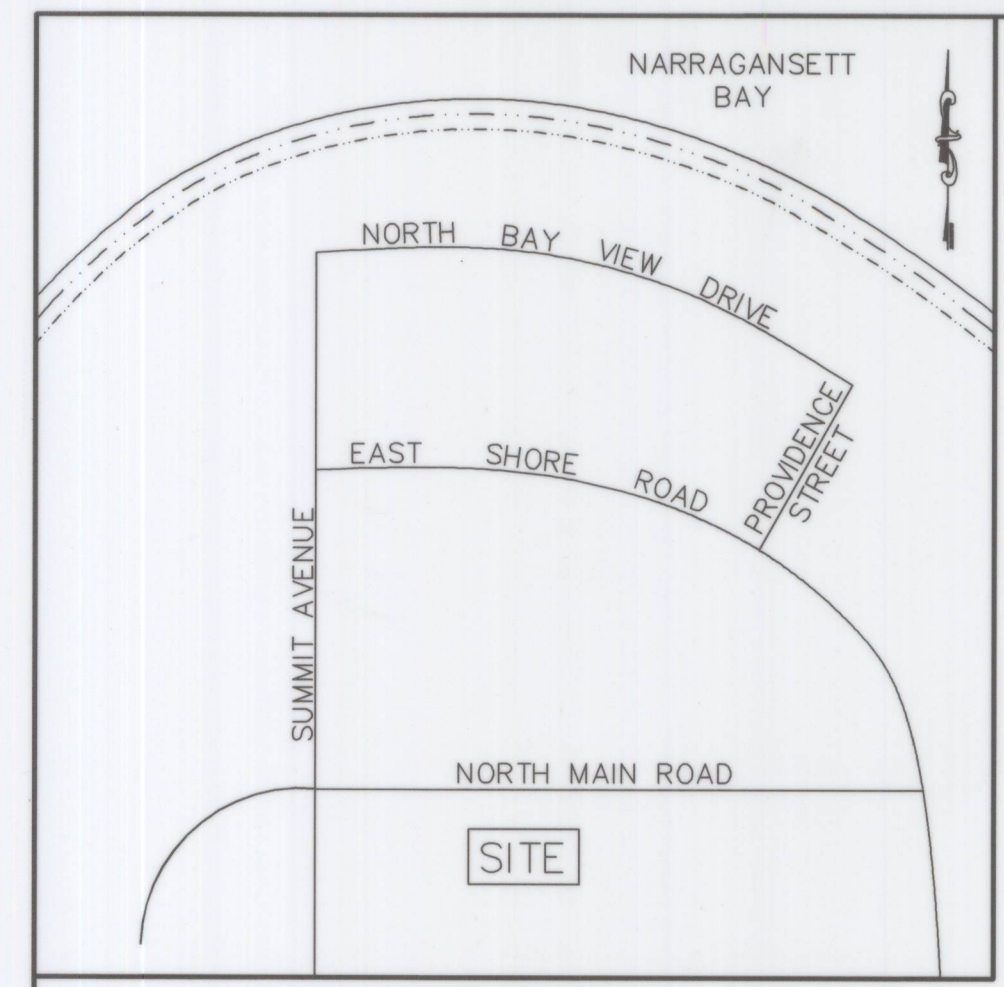 NARRAGANSETT
BAY
NORTH BAY VIEW DRIVE
EAST SHORE ROAD
PROVIDENCE
STREET
SUMMIT AVENUE
NORTH MAIN ROAD
SITE